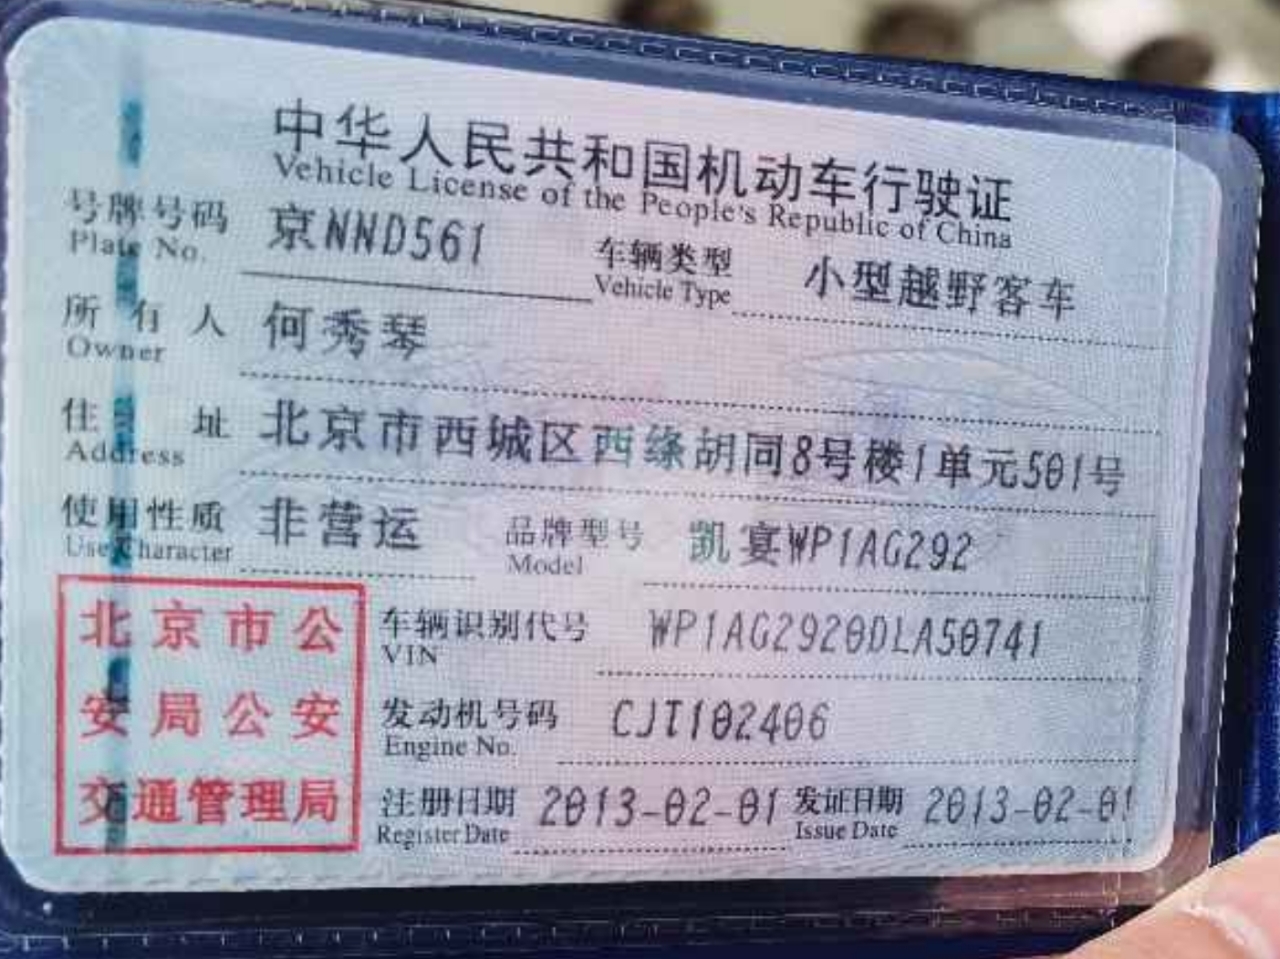 中华人民共和国机动车行驶证
Vehicle License of the People's Republic of China
号牌号码 京NND561 车辆类型 小型越野客车
Plate No. Vehicle Type
所有人 何秀琴
Owner
住址 北京市西城区西绦胡同8号楼1单元501号
Address
使用性质 非营运 品牌型号 凯宴WP1AG292
Use Character Model
北京市公
安局公安
交通管理局
车辆识别代号 WP1AG2920DLA50741
VIN
发动机号码 CJT102406
Engine No.
注册日期 2013-02-01 发证日期 2013-02-01
Register Date Issue Date